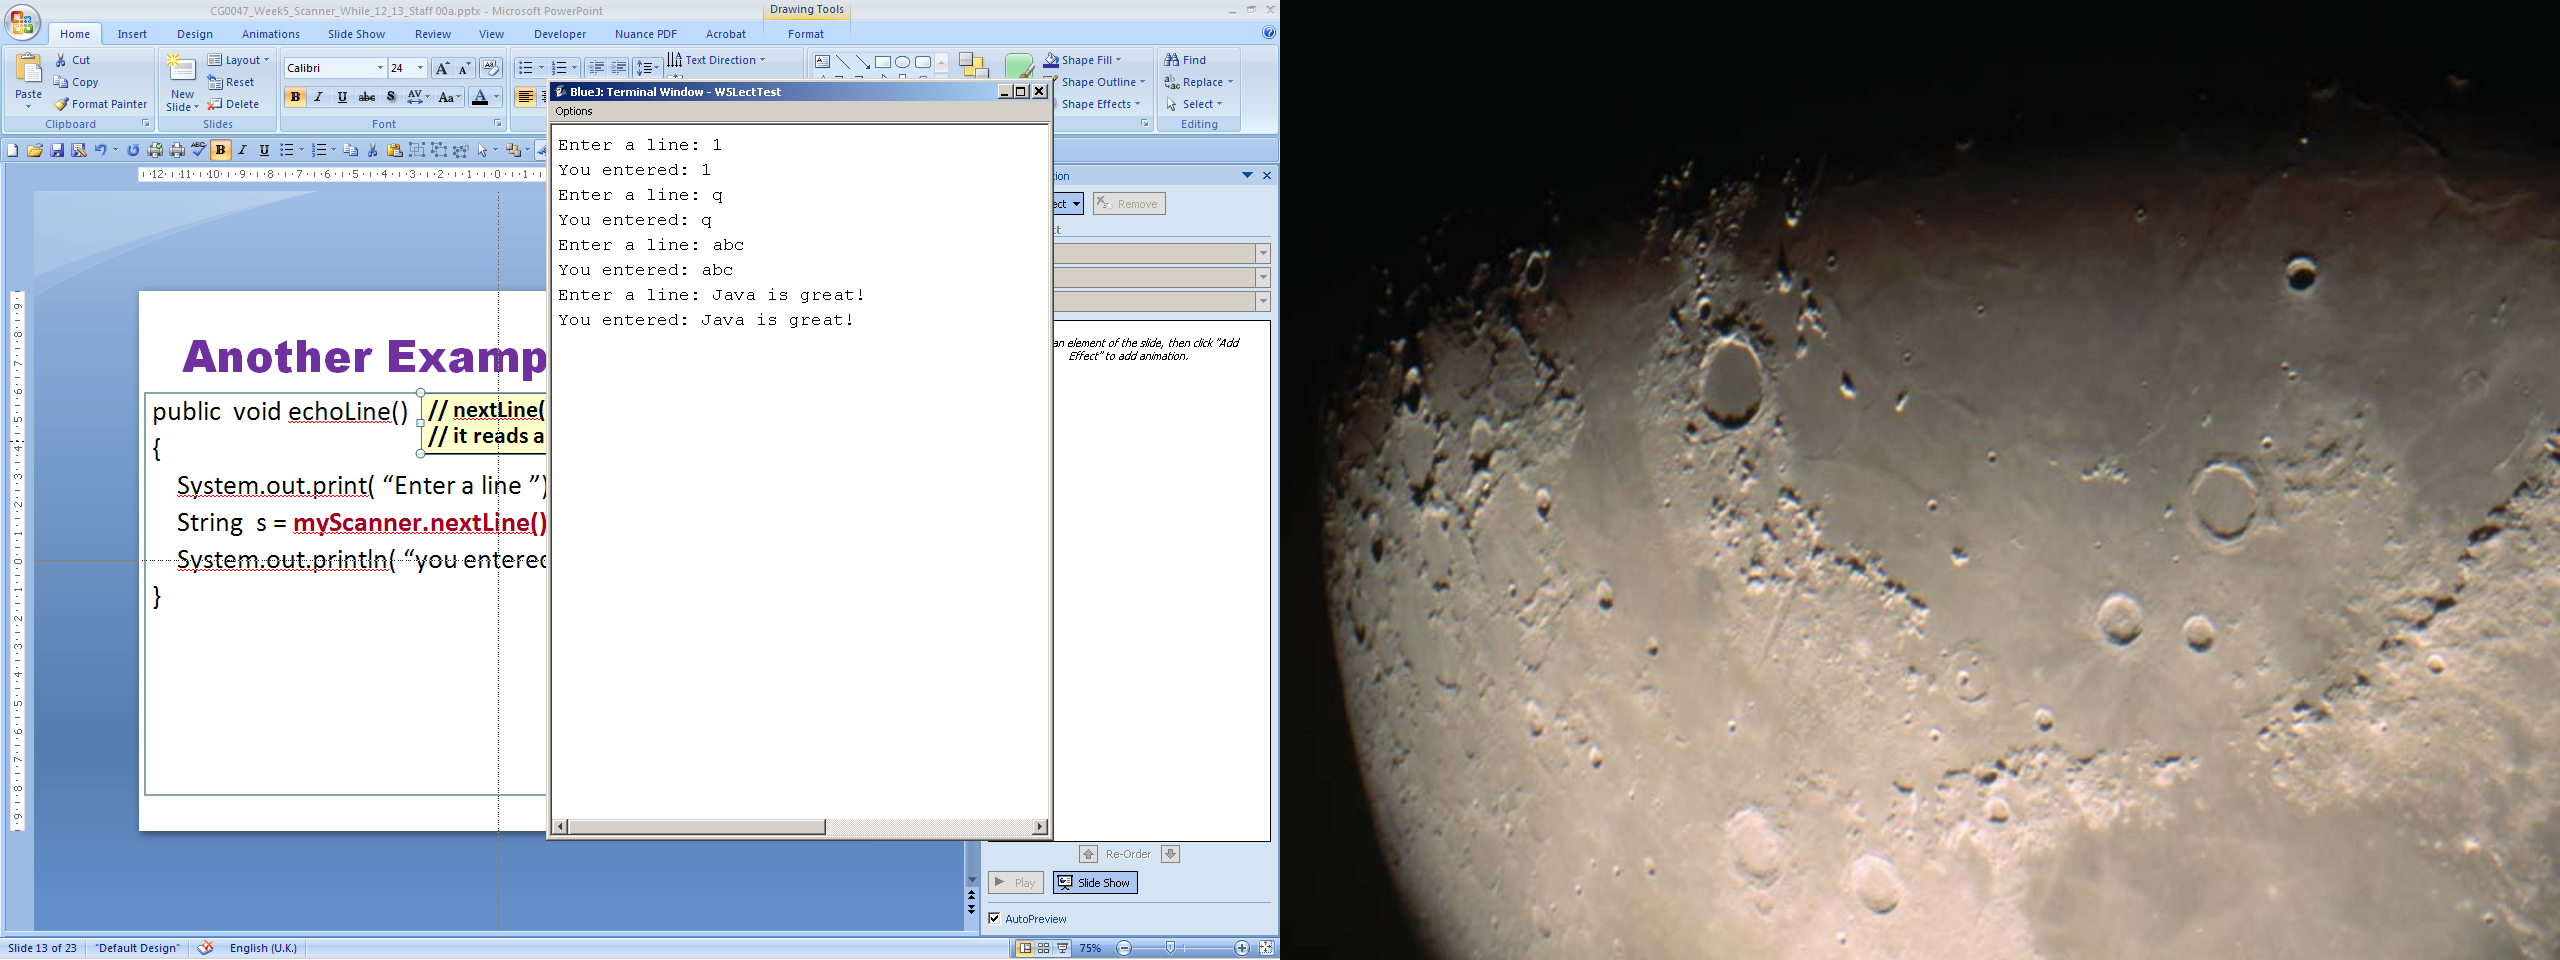 CG0047_Week5_Scanner_While_12_13_Staff 00a.pptx - Microsoft PowerPoint
Drawing Tools
Home Insert Design Animations Slide Show Review View Developer Nuance PDF Acrobat Format
Paste
Cut
Copy
Format Painter
Clipboard
New Slide
Layout
Reset
Delete
Slides
Calibri 24
B I U abc S AV Aa A
Font
Text Direction
Shape Fill
Shape Outline
Shape Effects
Find
Replace
Select
Editing
BlueJ: Terminal Window - W5LectTest
Options
Enter a line: 1
You entered: 1
Enter a line: q
You entered: q
Enter a line: abc
You entered: abc
Enter a line: Java is great!
You entered: Java is great!
Another Examp
public void echoLine()
// nextLine(
// it reads a
{
System.out.print( “Enter a line ”)
String s = myScanner.nextLine()
System.out.println( “you entered
}
tion
ect
Remove
an element of the slide, then click "Add
Effect" to add animation.
Re-Order
Play
Slide Show
AutoPreview
Slide 13 of 23 "Default Design" English (U.K.) 75%